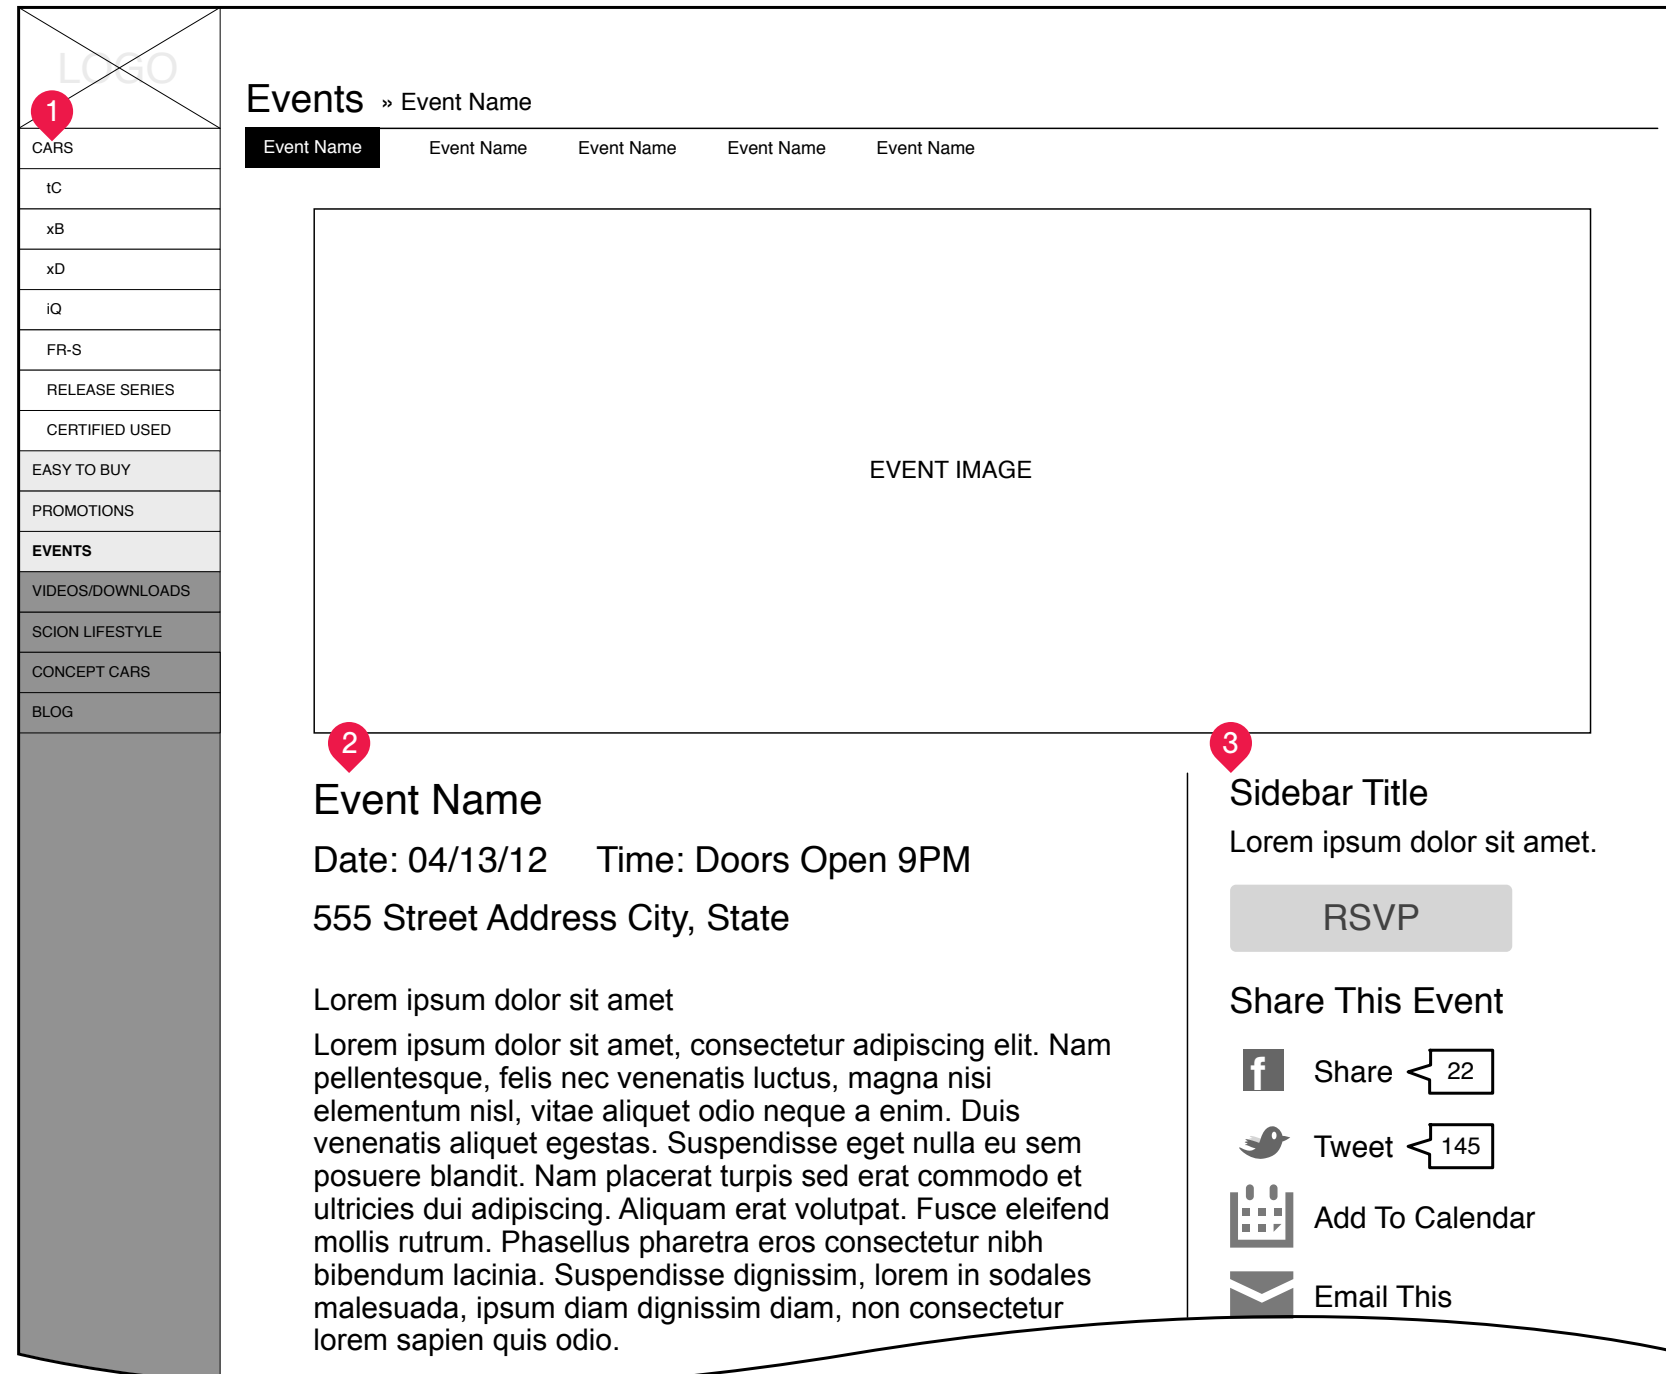 LOGO
1
CARS
tC
xB
xD
iQ
FR-S
RELEASE SERIES
CERTIFIED USED
EASY TO BUY
PROMOTIONS
EVENTS
VIDEOS/DOWNLOADS
SCION LIFESTYLE
CONCEPT CARS
BLOG
Events » Event Name
Event Name Event Name Event Name Event Name Event Name
EVENT IMAGE
2
Event Name
Date: 04/13/12 Time: Doors Open 9PM
555 Street Address City, State
Lorem ipsum dolor sit amet
Lorem ipsum dolor sit amet, consectetur adipiscing elit. Nam
pellentesque, felis nec venenatis luctus, magna nisi
elementum nisl, vitae aliquet odio neque a enim. Duis
venenatis aliquet egestas. Suspendisse eget nulla eu sem
posuere blandit. Nam placerat turpis sed erat commodo et
ultricies dui adipiscing. Aliquam erat volutpat. Fusce eleifend
mollis rutrum. Phasellus pharetra eros consectetur nibh
bibendum lacinia. Suspendisse dignissim, lorem in sodales
malesuada, ipsum diam dignissim diam, non consectetur
lorem sapien quis odio.
3
Sidebar Title
Lorem ipsum dolor sit amet.
RSVP
Share This Event
f Share 22
Tweet 145
Add To Calendar
Email This